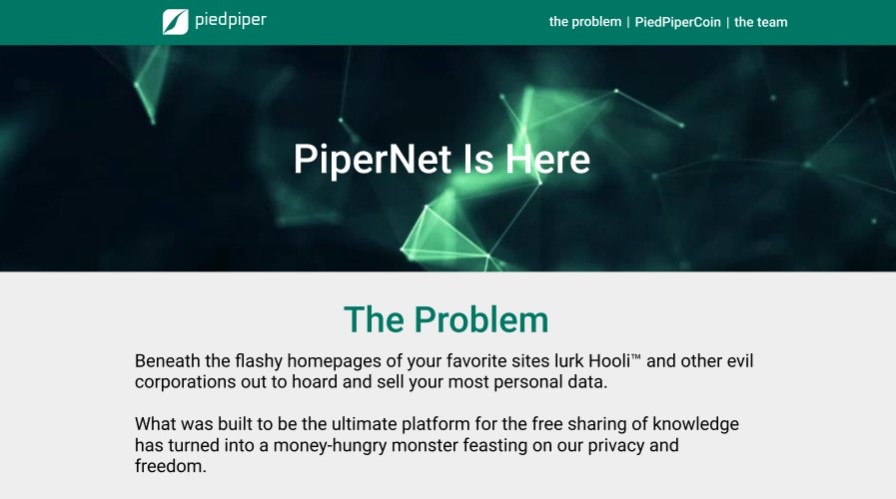 piedpiper
the problem | PiedPiperCoin | the team
PiperNet Is Here
The Problem
Beneath the flashy homepages of your favorite sites lurk Hooli™ and other evil
corporations out to hoard and sell your most personal data.
What was built to be the ultimate platform for the free sharing of knowledge
has turned into a money-hungry monster feasting on our privacy and
freedom.